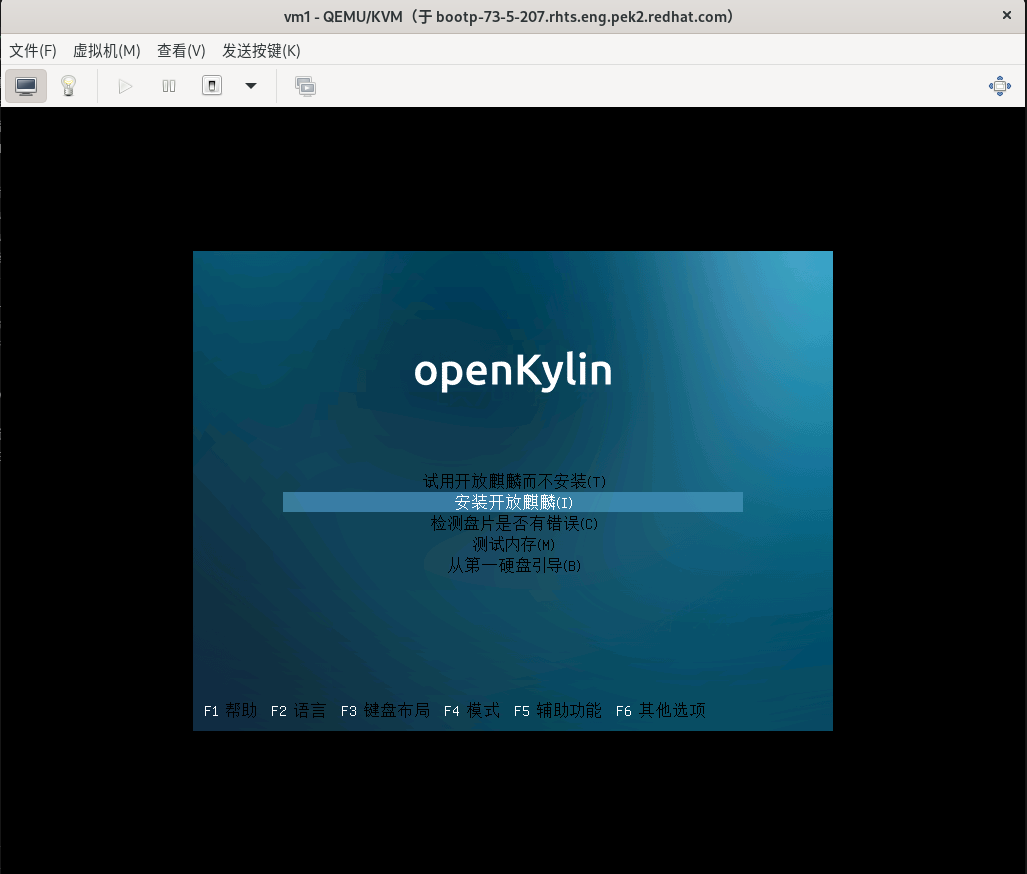 vm1 - QEMU/KVM（于 bootp-73-5-207.rhts.eng.pek2.redhat.com）
文件(F) 虚拟机(M) 查看(V) 发送按键(K)
openKylin
试用开放麒麟而不安装(T)
安装开放麒麟(I)
检测盘片是否有错误(C)
测试内存(M)
从第一硬盘引导(B)
F1 帮助 F2 语言 F3 键盘布局 F4 模式 F5 辅助功能 F6 其他选项